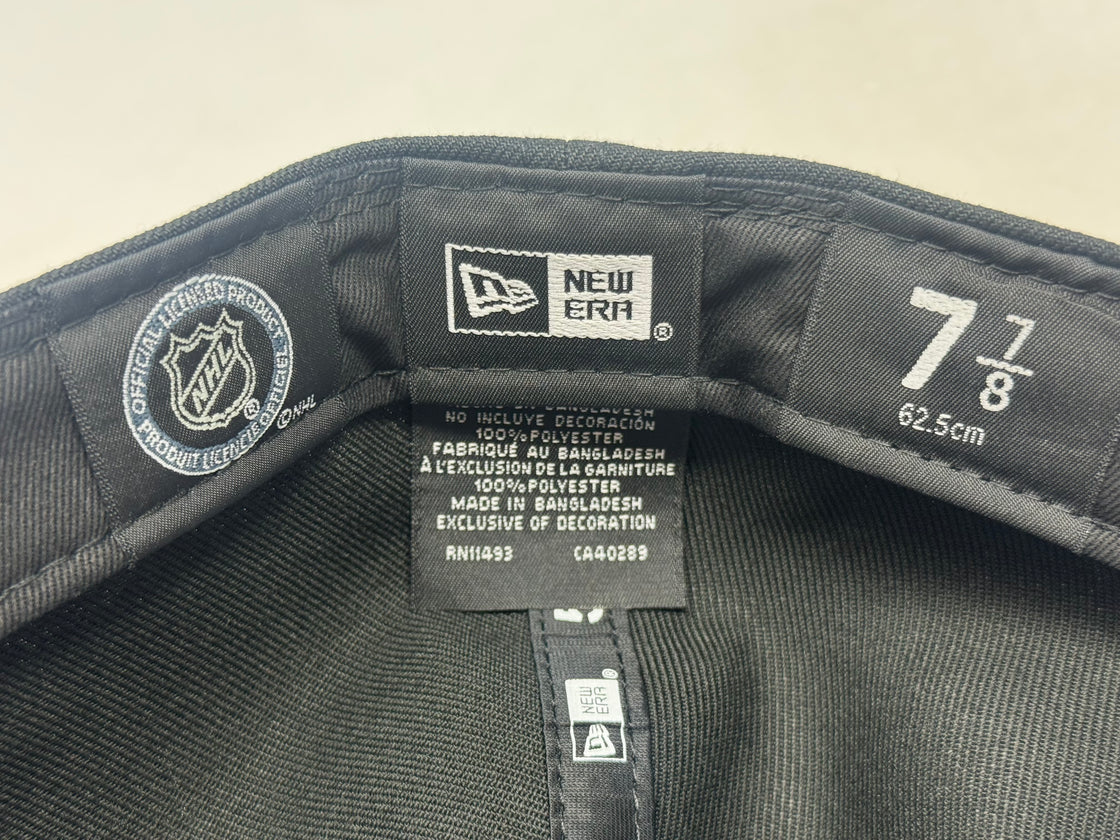 OFFICIAL LICENSED PRODUCT
NHL
®
PRODUIT LICENCIÉ OFFICIEL
©NHL
NEW
ERA
®
7 7/8
62.5cm
BANGLADESH
NO INCLUYE DECORACIÓN
100% POLYESTER
FABRIQUÉ AU BANGLADESH
À L'EXCLUSION DE LA GARNITURE
100% POLYESTER
MADE IN BANGLADESH
EXCLUSIVE OF DECORATION
RN11493 CA40289
NEW
ERA
®